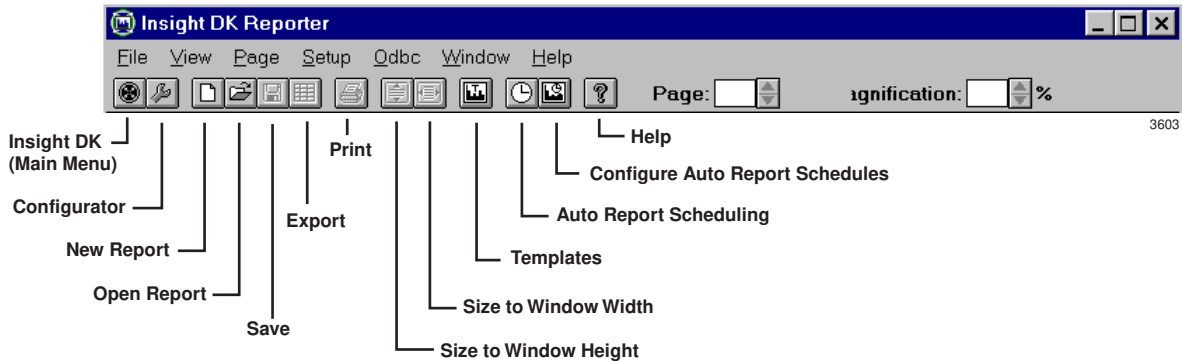 Insight DK Reporter
File View Page Setup Odbc Window Help
Page: agnification: %
3603
Insight DK
(Main Menu)
Print
Help
Configure Auto Report Schedules
Configurator
Export
Auto Report Scheduling
New Report
Templates
Open Report
Size to Window Width
Save
Size to Window Height